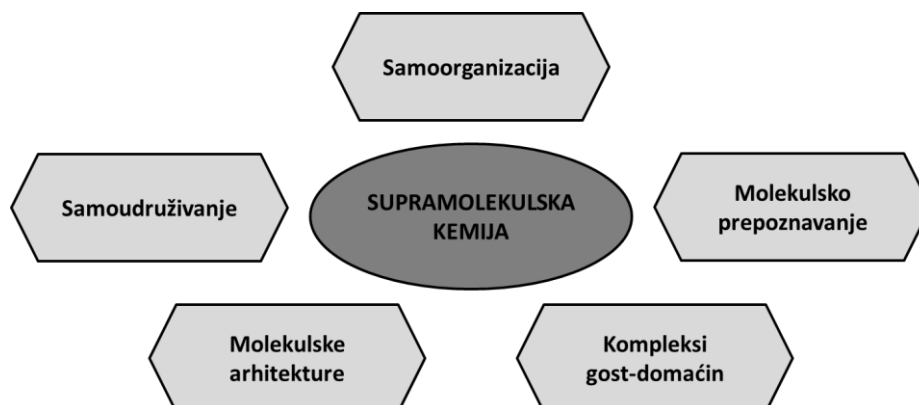 Samoorganizacija
Samoudruživanje
SUPRAMOLEKULSKA
KEMIJA
Molekulsko
prepoznavanje
Molekulske
arhitekture
Kompleksi
gost-domaćin